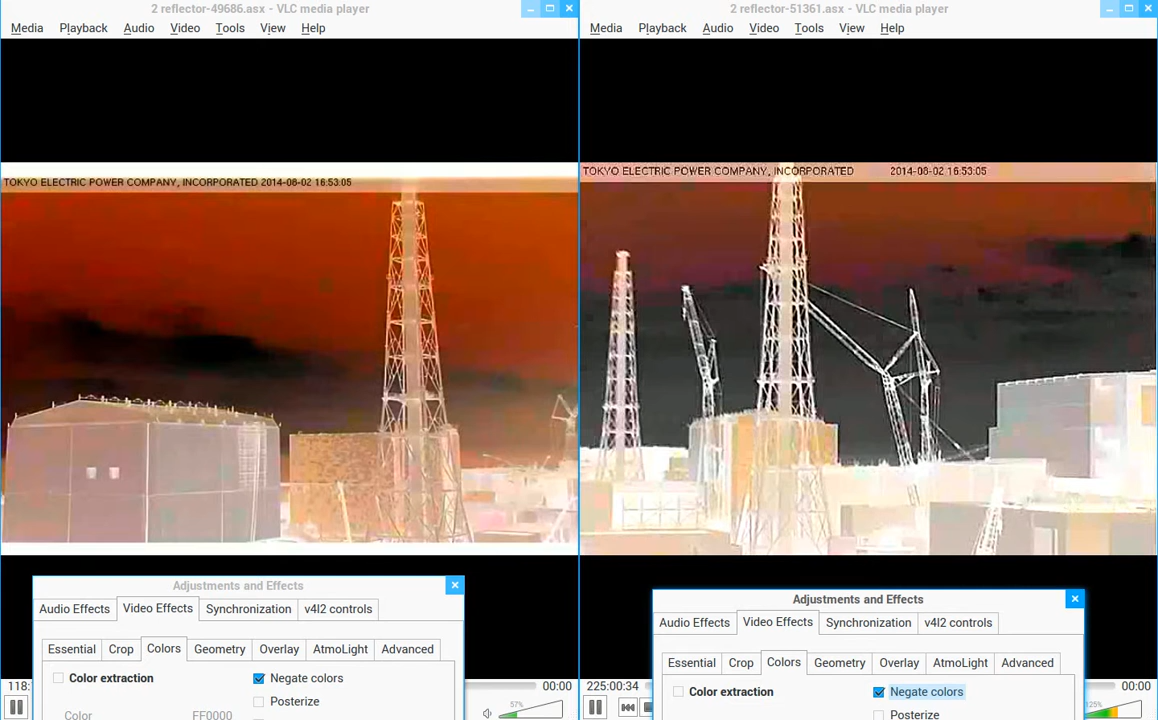 2 reflector-49686.asx - VLC media player
Media Playback Audio Video Tools View Help
TOKYO ELECTRIC POWER COMPANY, INCORPORATED 2014-08-02 16:53:05
Adjustments and Effects
Audio Effects Video Effects Synchronization v4l2 controls
Essential Crop Colors Geometry Overlay AtmoLight Advanced
Color extraction Negate colors
Posterize
Color FF0000
118: 00:00
57%
2 reflector-51361.asx - VLC media player
Media Playback Audio Video Tools View Help
TOKYO ELECTRIC POWER COMPANY, INCORPORATED 2014-08-02 16:53:05
Adjustments and Effects
Audio Effects Video Effects Synchronization v4l2 controls
Essential Crop Colors Geometry Overlay AtmoLight Advanced
Color extraction Negate colors
Posterize
225:00:34 00:00
125%